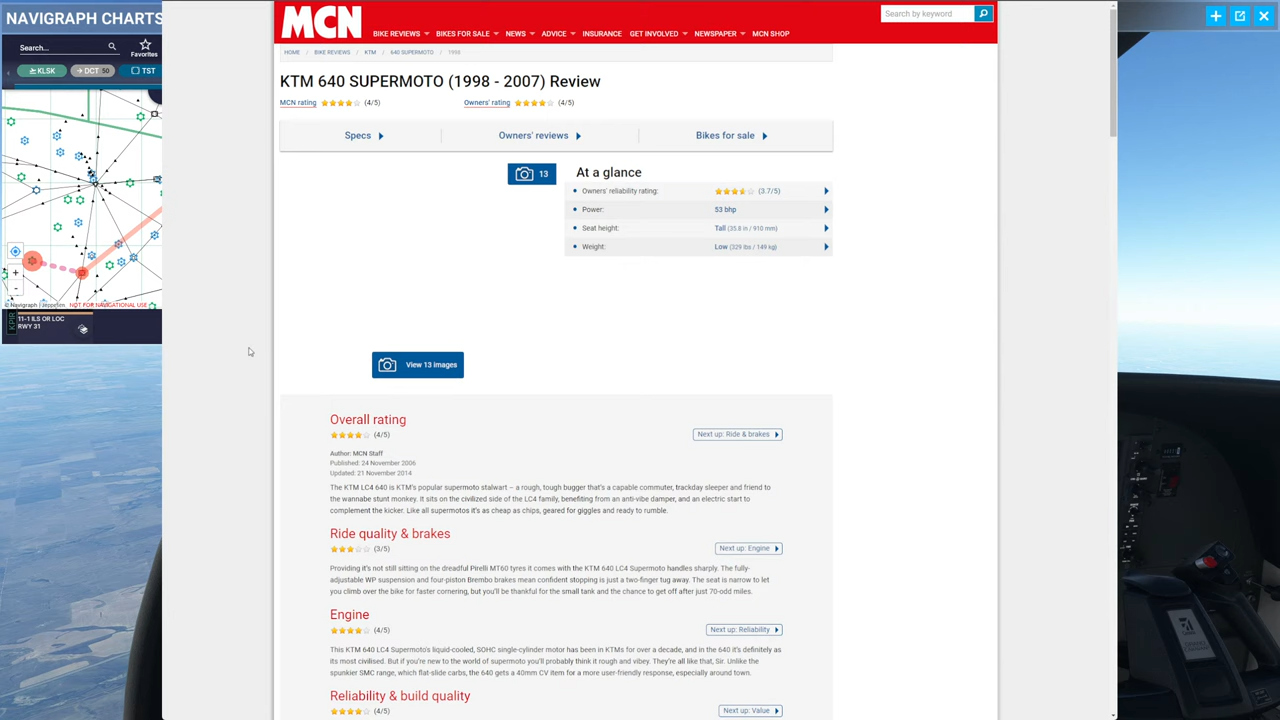 NAVIGRAPH CHARTS
Search...
Favorites
KLSK
DCT 50
TST
© Navigraph | Jeppesen NOT FOR NAVIGATIONAL USE
KPIR
11-1 ILS OR LOC
RWY 31
MCN
Search by keyword
BIKE REVIEWS
BIKES FOR SALE
NEWS
ADVICE
INSURANCE
GET INVOLVED
NEWSPAPER
MCN SHOP
HOME / BIKE REVIEWS / KTM / 640 SUPERMOTO / 1998
KTM 640 SUPERMOTO (1998 - 2007) Review
MCN rating (4/5)
Owners' rating (4/5)
Specs
Owners' reviews
Bikes for sale
13
At a glance
Owners' reliability rating: (3.7/5)
Power: 53 bhp
Seat height: Tall (35.8 in / 910 mm)
Weight: Low (329 lbs / 149 kg)
View 13 images
Overall rating
(4/5)
Next up: Ride & brakes
Author: MCN Staff
Published: 24 November 2006
Updated: 21 November 2014
The KTM LC4 640 is KTM's popular supermoto stalwart – a rough, tough bugger that's a capable commuter, trackday sleeper and friend to
the wannabe stunt monkey. It sits on the civilized side of the LC4 family, benefiting from an anti-vibe damper, and an electric start to
complement the kicker. Like all supermotos it's as cheap as chips, geared for giggles and ready to rumble.
Ride quality & brakes
(3/5)
Next up: Engine
Providing it's not still sitting on the dreadful Pirelli MT60 tyres it comes with the KTM 640 LC4 Supermoto handles sharply. The fully-
adjustable WP suspension and four-piston Brembo brakes mean confident stopping is just a two-finger tug away. The seat is narrow to let
you climb over the bike for faster cornering, but you'll be thankful for the small tank and the chance to get off after just 70-odd miles.
Engine
(4/5)
Next up: Reliability
This KTM 640 LC4 Supermoto's liquid-cooled, SOHC single-cylinder motor has been in KTMs for over a decade, and in the 640 it's definitely as
its most civilised. But if you're new to the world of supermoto you'll probably think it rough and vibey. They're all like that, Sir. Unlike the
spunkier SMC range, which flat-slide carbs, the 640 gets a 40mm CV item for a more user-friendly response, especially around town.
Reliability & build quality
(4/5)
Next up: Value